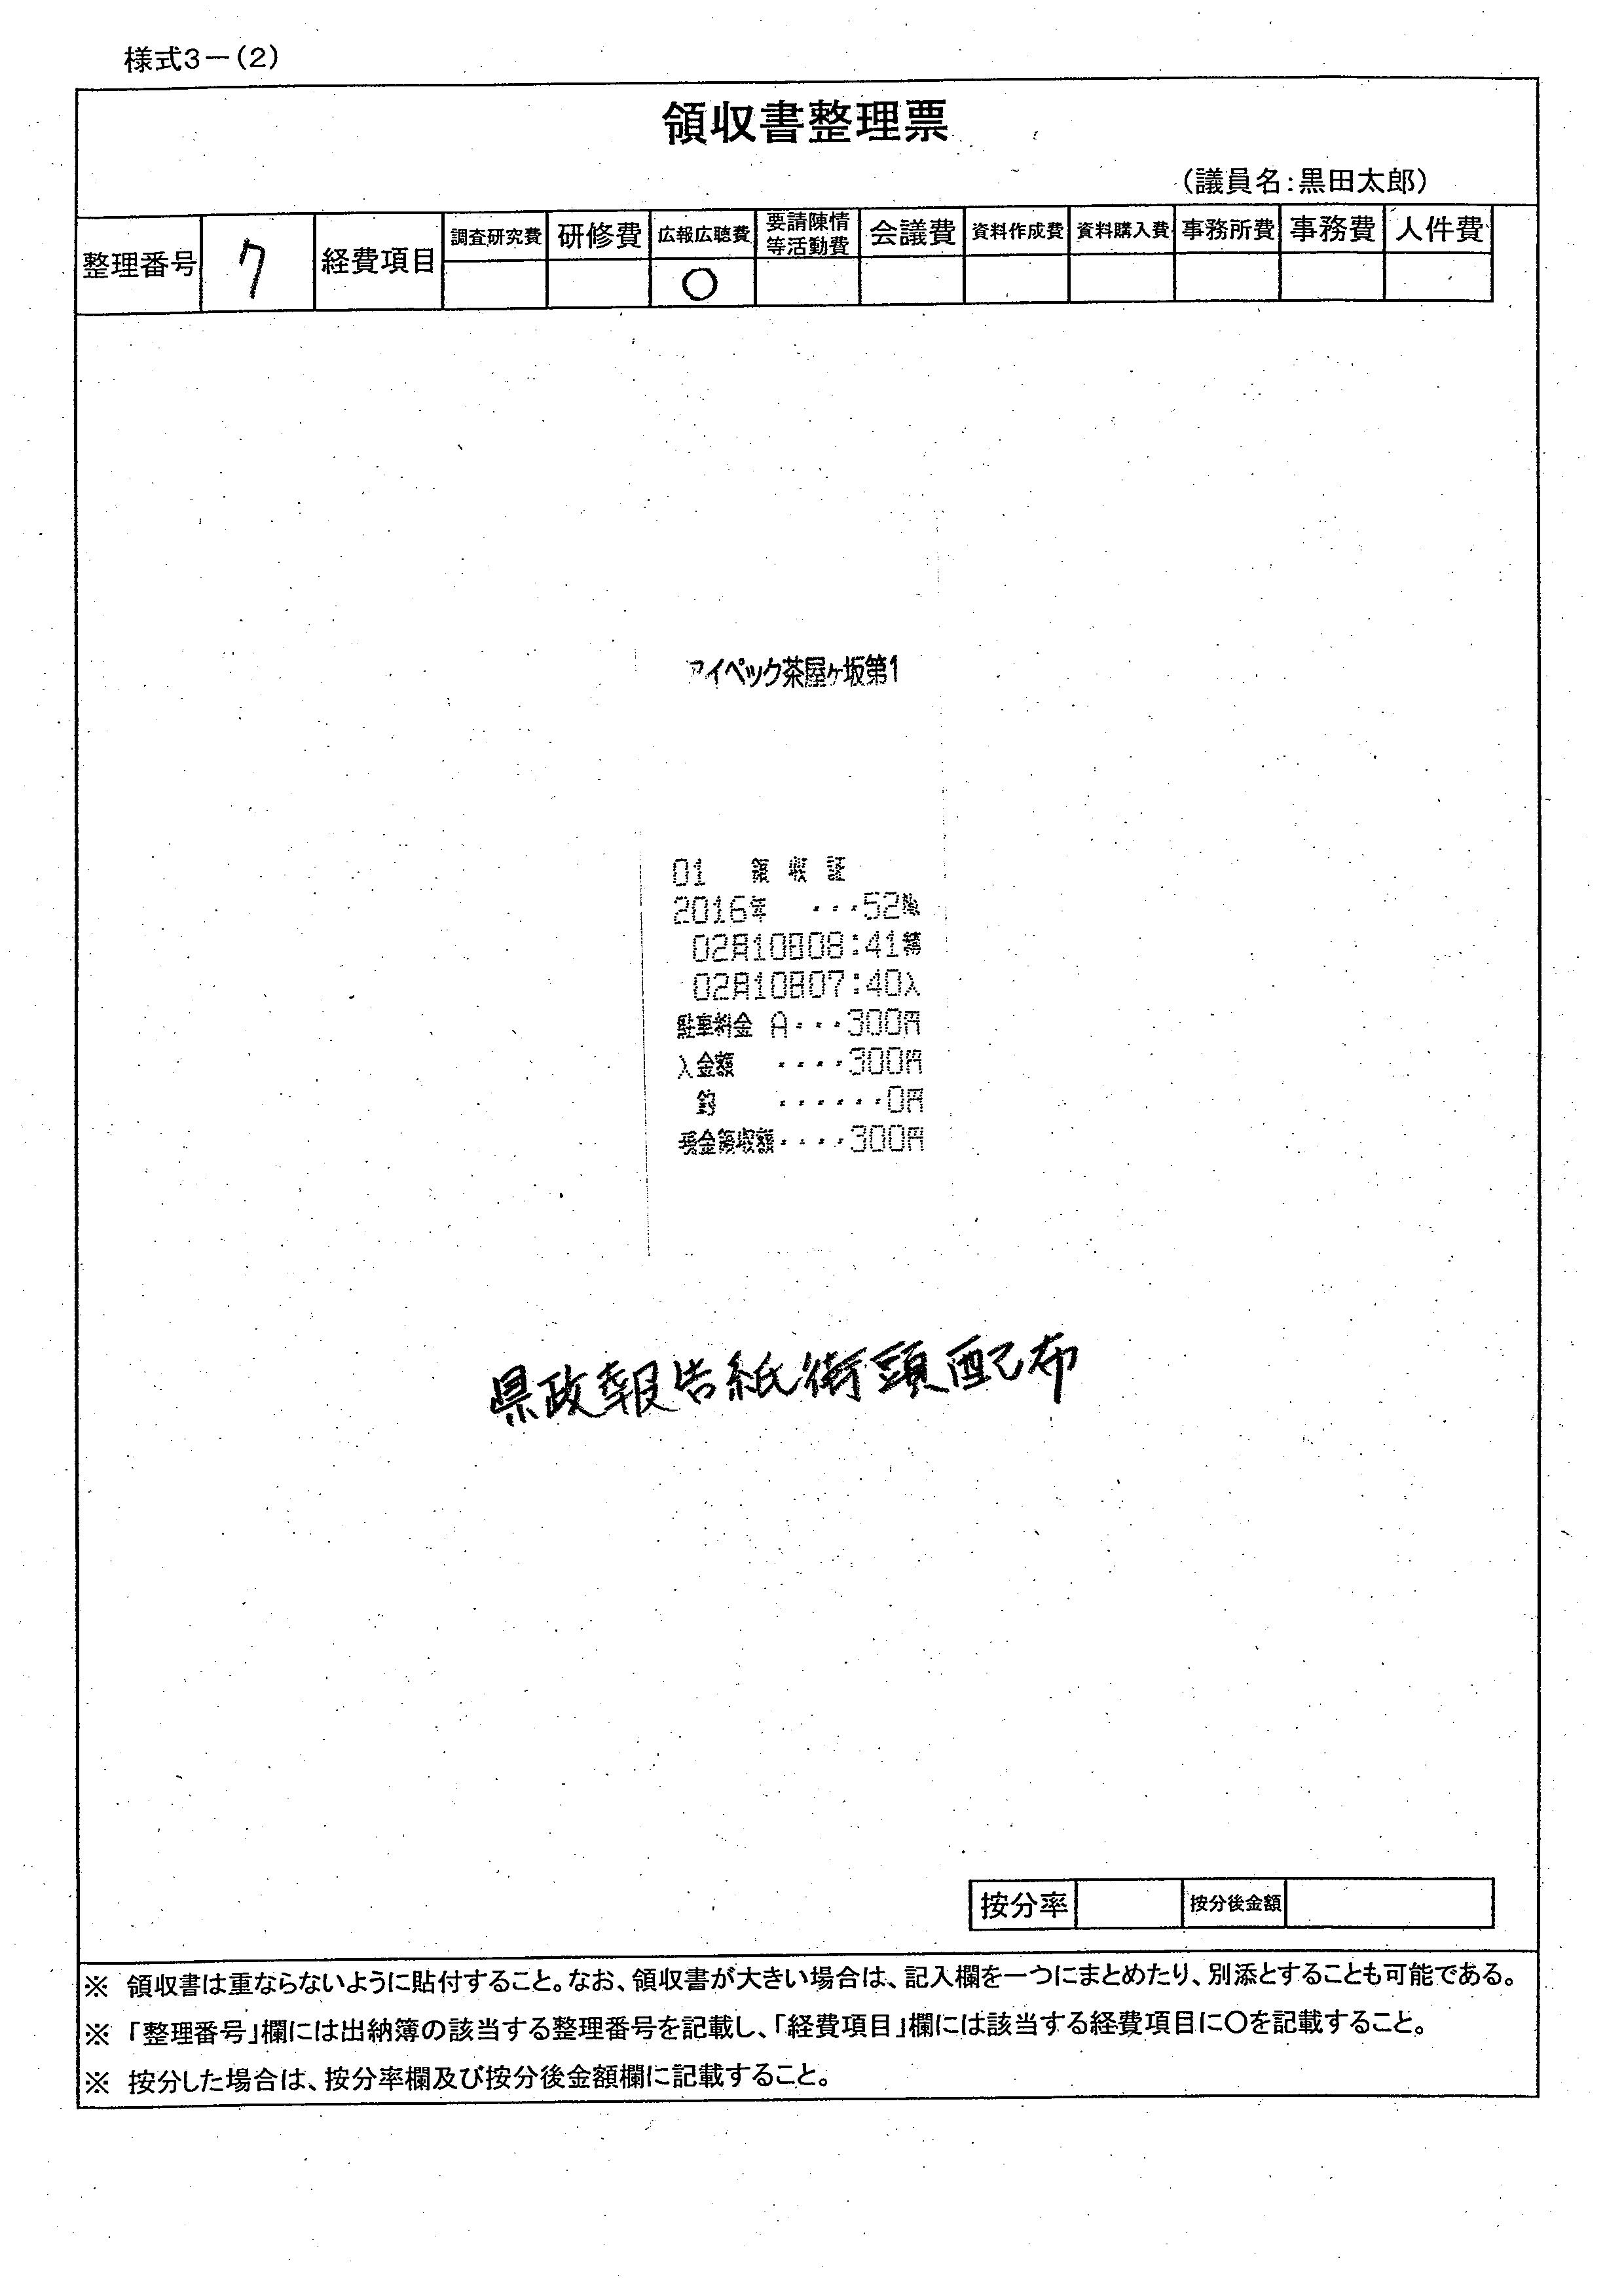 様式3－(2)
領収書整理票
(議員名:黒田太郎)
整理番号 7 経費項目 調査研究費 研修費 広報広聴費 要請陳情等活動費 会議費 資料作成費 資料購入費 事務所費 事務費 人件費
○
アイペック茶屋ヶ坂第1
01 領収証
2016年 ・・・52
02月10日08:41精
02月10日07:40入
駐車料金 A・・・300円
入金額 ・・・・300円
釣 ・・・・・・0円
現金領収額・・・・300円
県政報告紙街頭配布
按分率 按分後金額
※ 領収書は重ならないように貼付すること。なお、領収書が大きい場合は、記入欄を一つにまとめたり、別添とすることも可能である。
※ 「整理番号」欄には出納簿の該当する整理番号を記載し、「経費項目」欄には該当する経費項目に○を記載すること。
※ 按分した場合は、按分率欄及び按分後金額欄に記載すること。